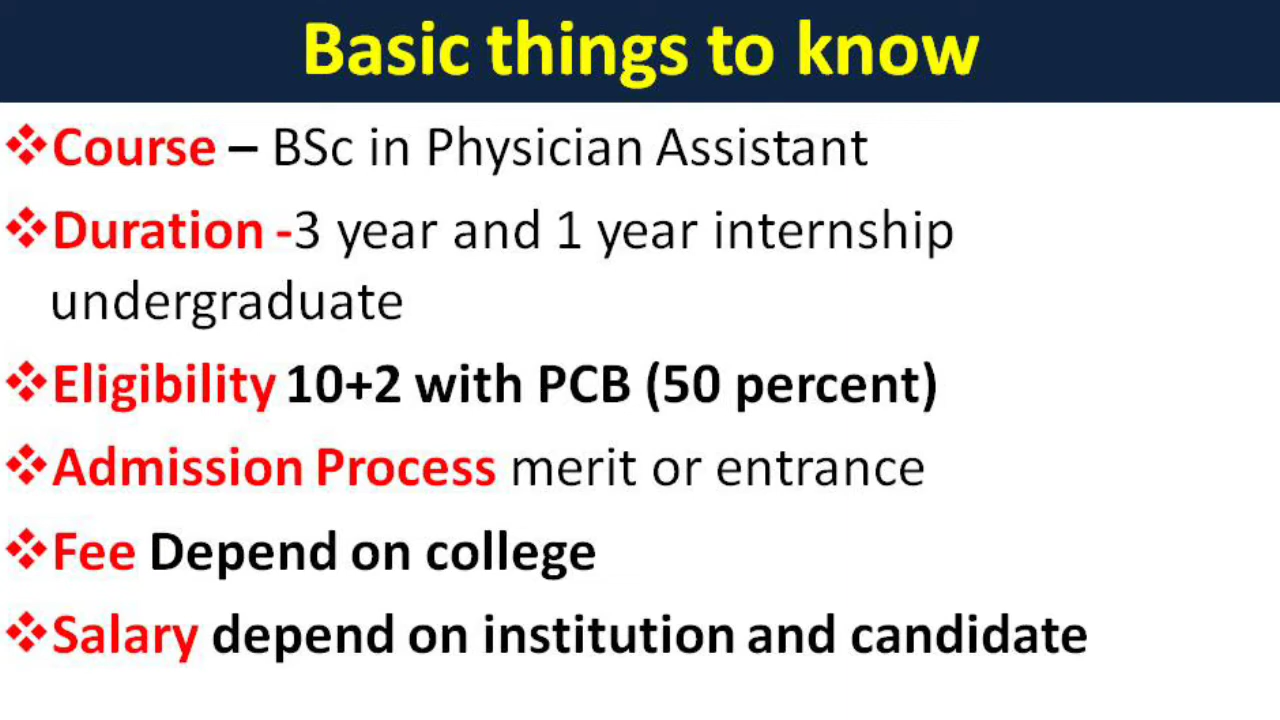 Basic things to know
❖Course – BSc in Physician Assistant
❖Duration -3 year and 1 year internship
undergraduate
❖Eligibility 10+2 with PCB (50 percent)
❖Admission Process merit or entrance
❖Fee Depend on college
❖Salary depend on institution and candidate